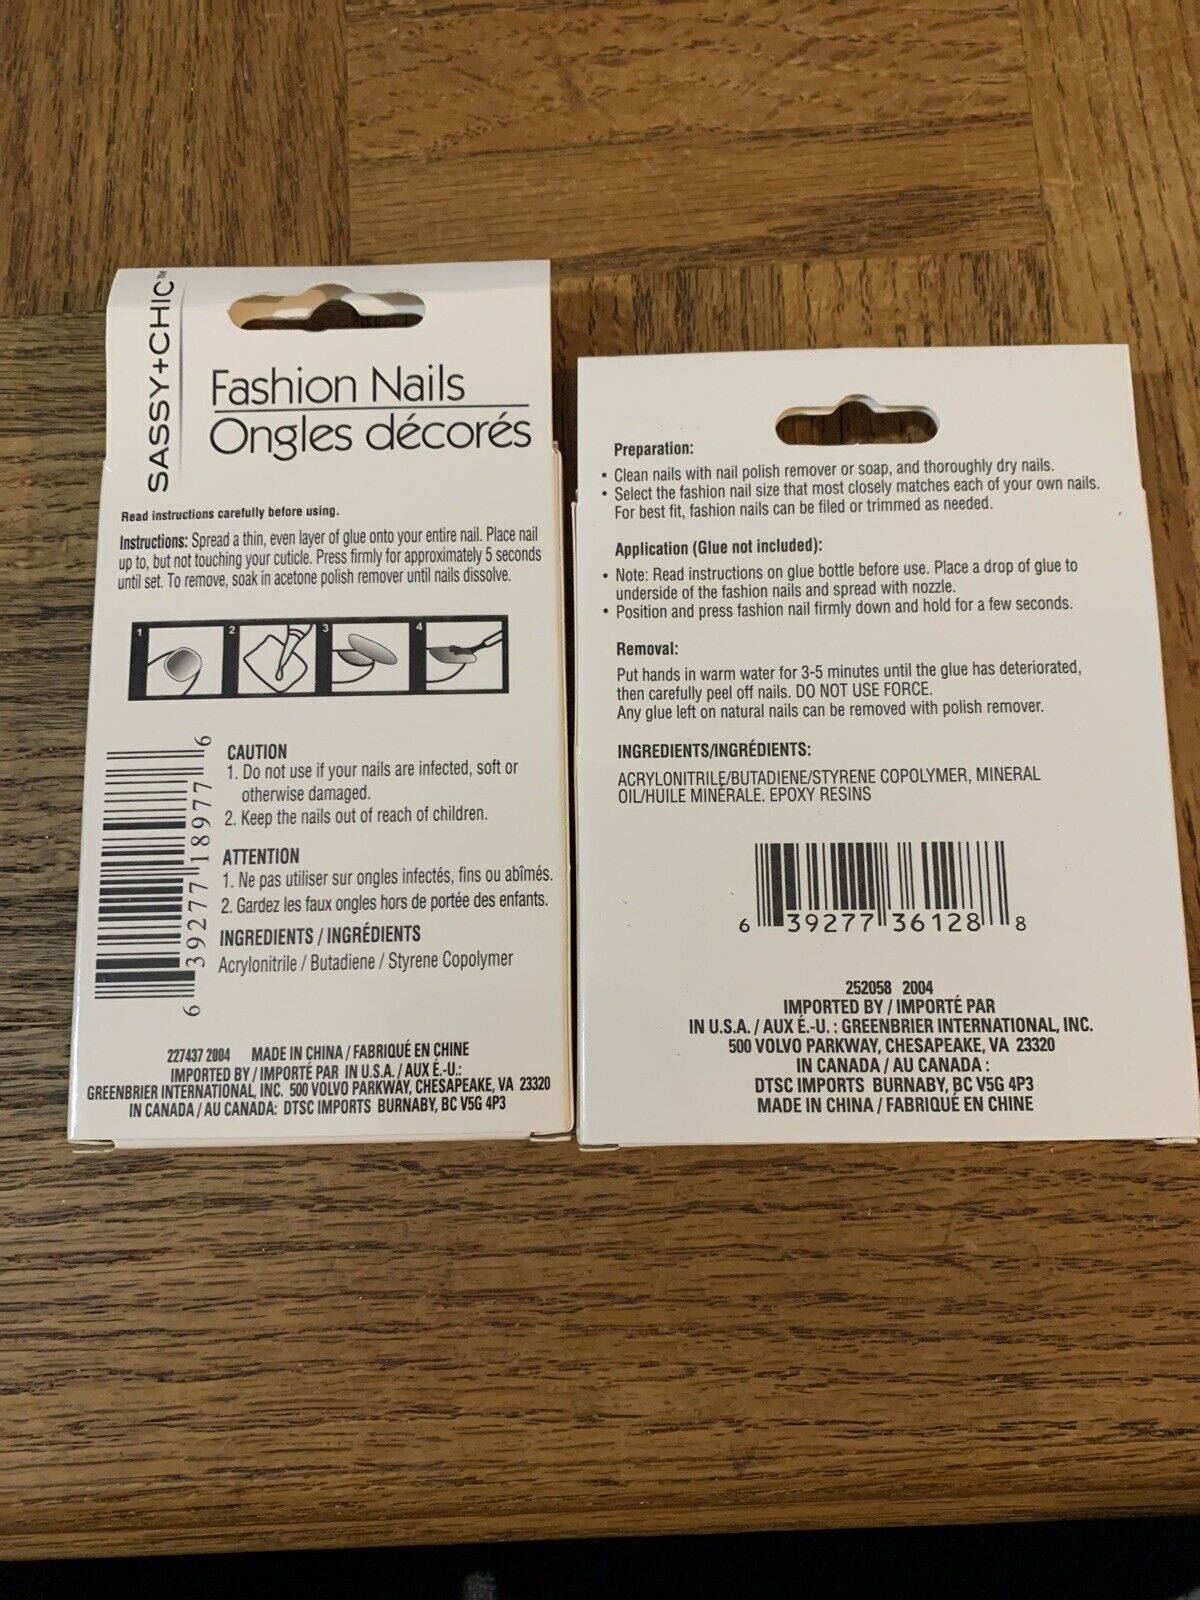 SASSY+CHIC™
Fashion Nails
Ongles décorés
Read instructions carefully before using.
Instructions: Spread a thin, even layer of glue onto your entire nail. Place nail
up to, but not touching your cuticle. Press firmly for approximately 5 seconds
until set. To remove, soak in acetone polish remover until nails dissolve.
1 2 3 4
6 39277 18977 6
CAUTION
1. Do not use if your nails are infected, soft or
otherwise damaged.
2. Keep the nails out of reach of children.
ATTENTION
1. Ne pas utiliser sur ongles infectés, fins ou abîmés.
2. Gardez les faux ongles hors de portée des enfants.
INGREDIENTS / INGRÉDIENTS
Acrylonitrile / Butadiene / Styrene Copolymer
227437 2004 MADE IN CHINA / FABRIQUÉ EN CHINE
IMPORTED BY / IMPORTÉ PAR IN U.S.A. / AUX É.-U.:
GREENBRIER INTERNATIONAL, INC. 500 VOLVO PARKWAY, CHESAPEAKE, VA 23320
IN CANADA / AU CANADA: DTSC IMPORTS BURNABY, BC V5G 4P3
Preparation:
• Clean nails with nail polish remover or soap, and thoroughly dry nails.
• Select the fashion nail size that most closely matches each of your own nails.
For best fit, fashion nails can be filed or trimmed as needed.
Application (Glue not included):
• Note: Read instructions on glue bottle before use. Place a drop of glue to
underside of the fashion nails and spread with nozzle.
• Position and press fashion nail firmly down and hold for a few seconds.
Removal:
Put hands in warm water for 3-5 minutes until the glue has deteriorated,
then carefully peel off nails. DO NOT USE FORCE.
Any glue left on natural nails can be removed with polish remover.
INGREDIENTS/INGRÉDIENTS:
ACRYLONITRILE/BUTADIENE/STYRENE COPOLYMER, MINERAL
OIL/HUILE MINÉRALE. EPOXY RESINS
6 39277 36128 8
252058 2004
IMPORTED BY / IMPORTÉ PAR
IN U.S.A. / AUX É.-U. : GREENBRIER INTERNATIONAL, INC.
500 VOLVO PARKWAY, CHESAPEAKE, VA 23320
IN CANADA / AU CANADA :
DTSC IMPORTS BURNABY, BC V5G 4P3
MADE IN CHINA / FABRIQUÉ EN CHINE